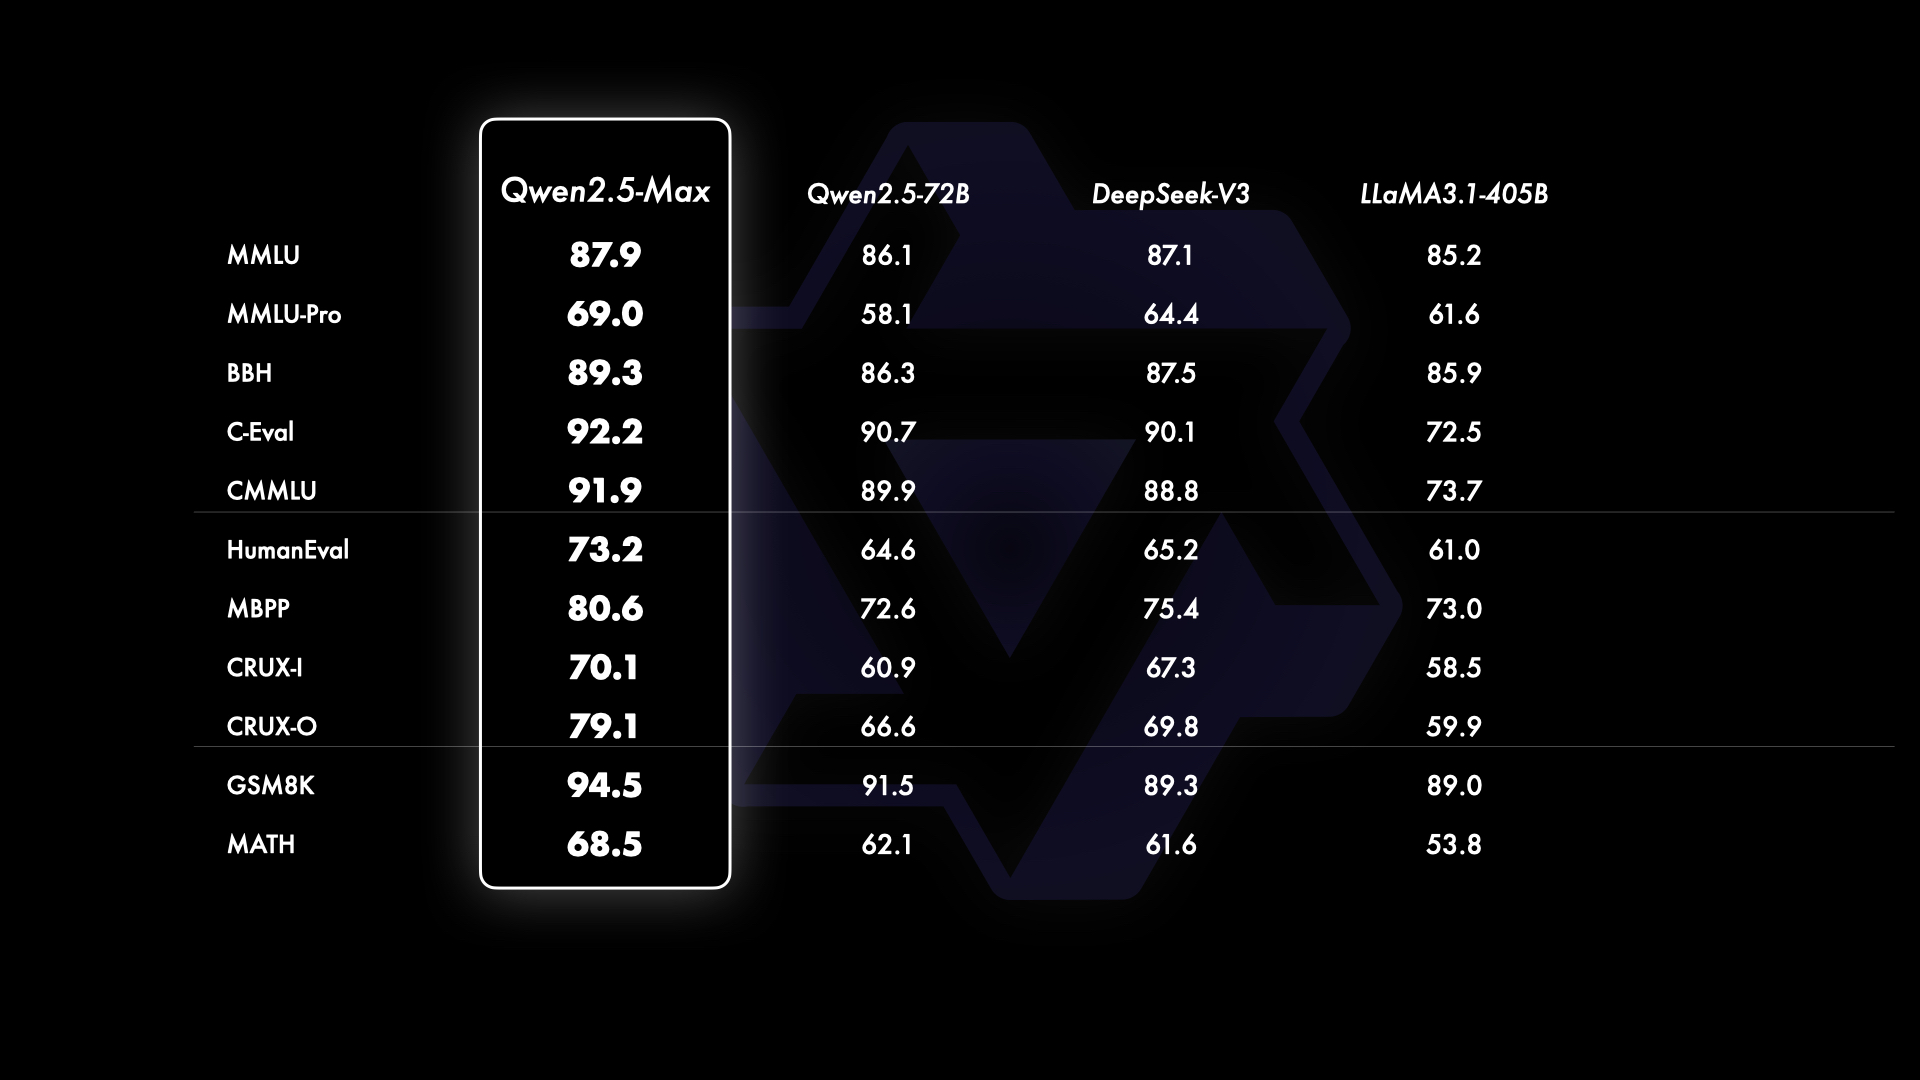 Qwen2.5-Max Qwen2.5-72B DeepSeek-V3 LLaMA3.1-405B
MMLU 87.9 86.1 87.1 85.2
MMLU-Pro 69.0 58.1 64.4 61.6
BBH 89.3 86.3 87.5 85.9
C-Eval 92.2 90.7 90.1 72.5
CMMLU 91.9 89.9 88.8 73.7
HumanEval 73.2 64.6 65.2 61.0
MBPP 80.6 72.6 75.4 73.0
CRUX-I 70.1 60.9 67.3 58.5
CRUX-O 79.1 66.6 69.8 59.9
GSM8K 94.5 91.5 89.3 89.0
MATH 68.5 62.1 61.6 53.8